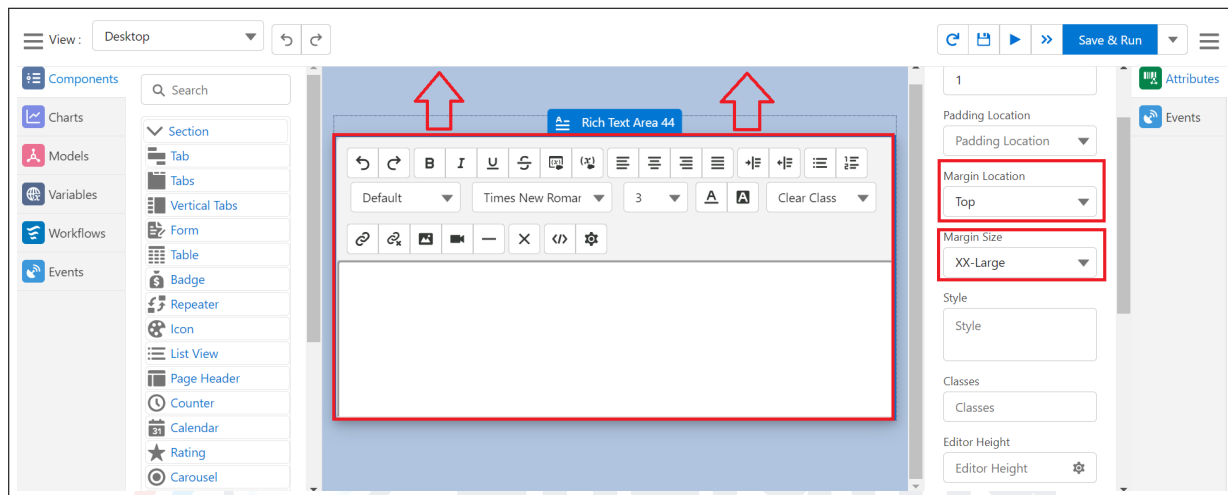 View :
Desktop
Save & Run
Components
Charts
Models
Variables
Workflows
Events
Search
Section
Tab
Tabs
Vertical Tabs
Form
Table
Badge
Repeater
Icon
List View
Page Header
Counter
Calendar
Rating
Carousel
Rich Text Area 44
B I U S
Default Times New Romar 3 A A Clear Class
1
Padding Location
Padding Location
Margin Location
Top
Margin Size
XX-Large
Style
Style
Classes
Classes
Editor Height
Editor Height
Attributes
Events